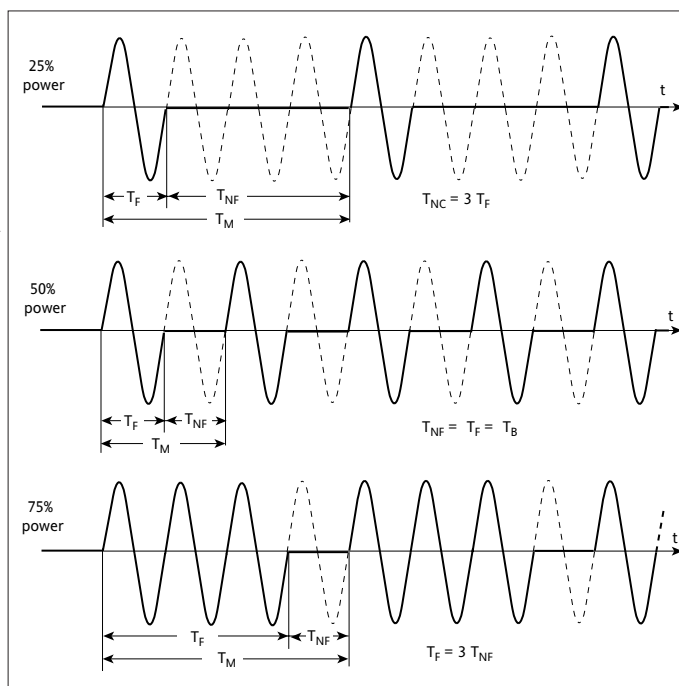 25%
power
t
T_F T_NF
T_M
T_NC = 3 T_F
50%
power
t
T_F T_NF
T_M
T_NF = T_F = T_B
75%
power
t
T_F T_NF
T_M
T_F = 3 T_NF